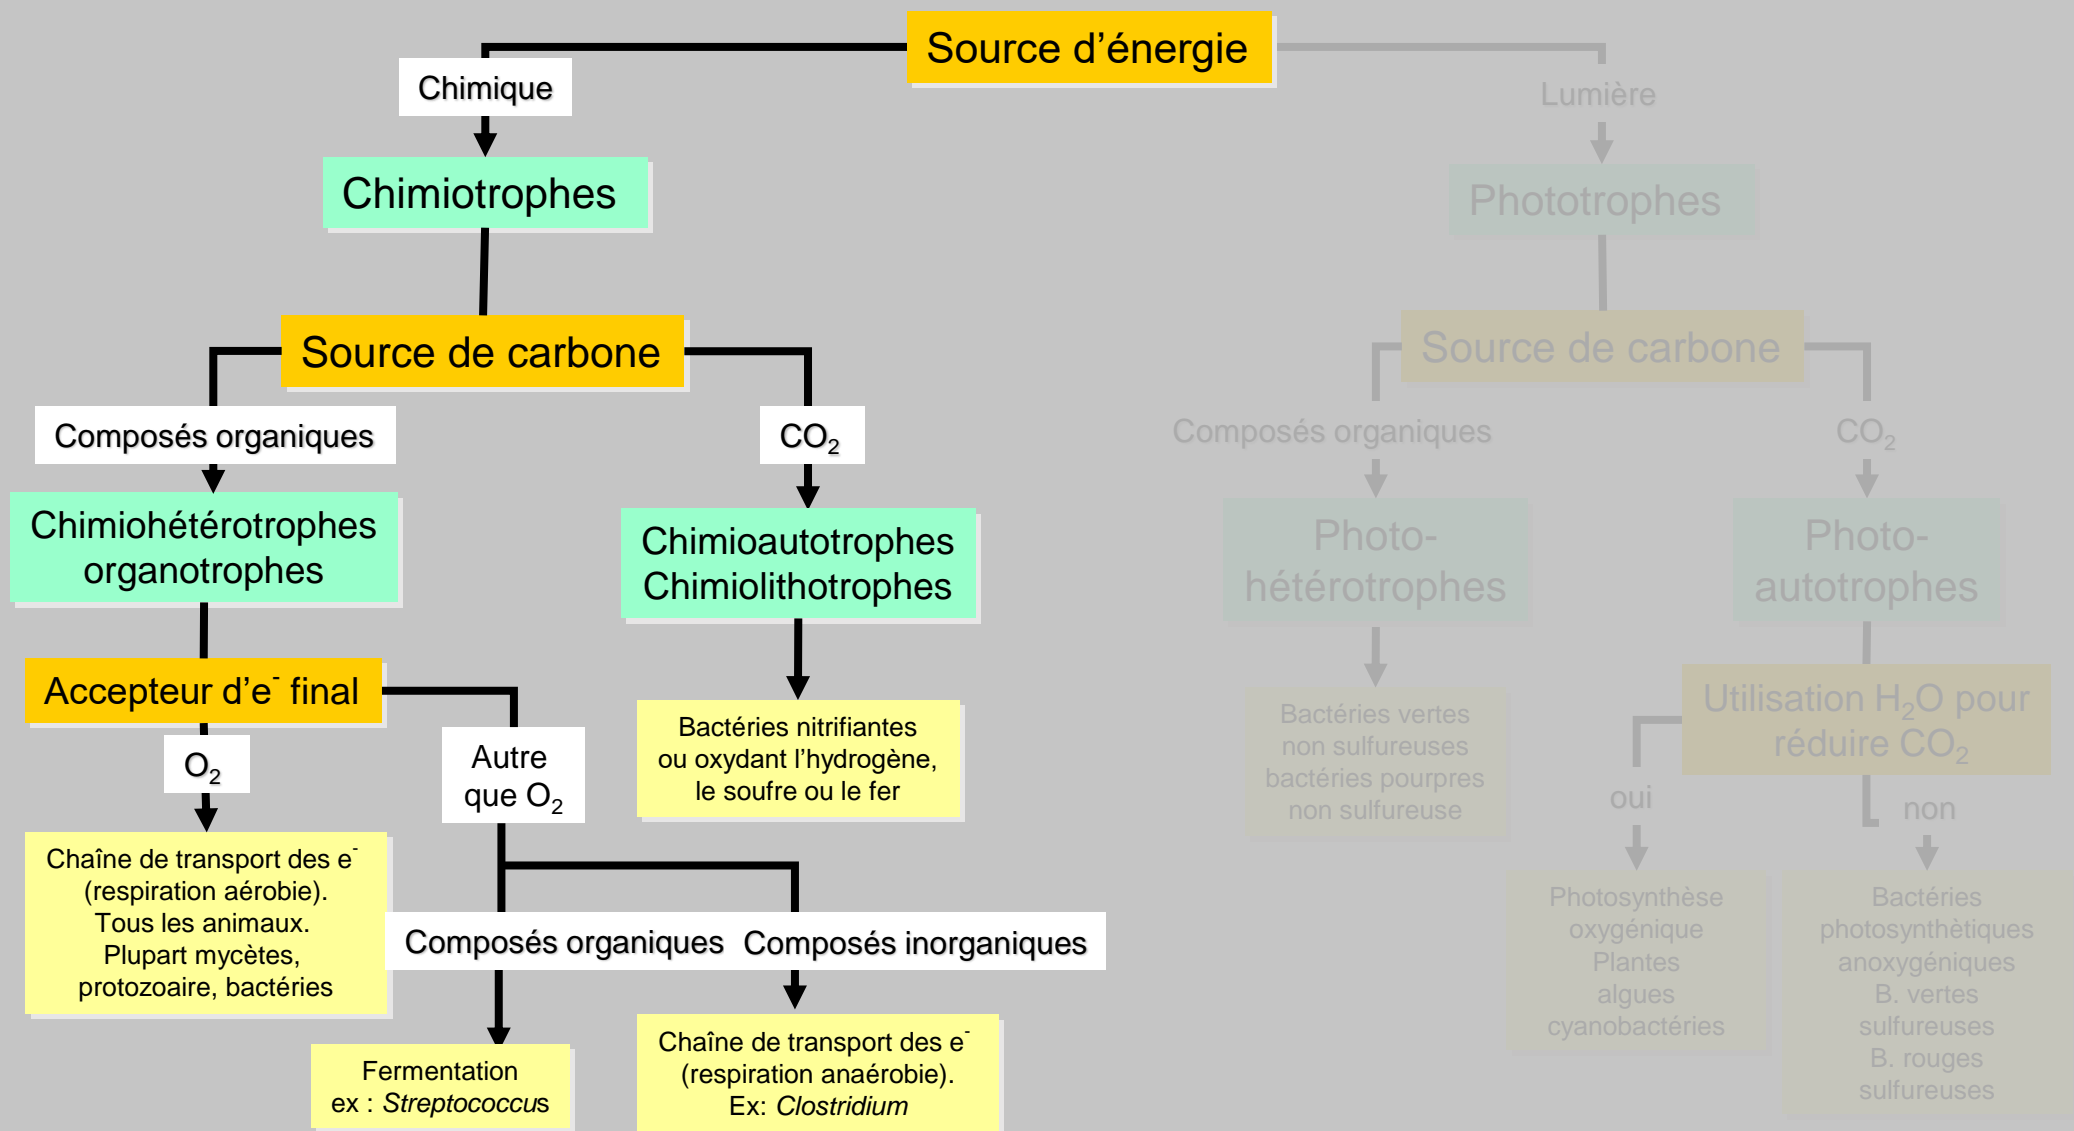 Source d'énergie
Chimique
Chimiotrophes
Source de carbone
Composés organiques
CO₂
Chimiohétérotrophes
organotrophes
Chimioautotrophes
Chimiolithotrophes
Accepteur d'e⁻ final
O₂
Autre
que O₂
Bactéries nitrifiantes
ou oxydant l'hydrogène,
le soufre ou le fer
Chaîne de transport des e⁻
(respiration aérobie).
Tous les animaux.
Plupart mycètes,
protozoaire, bactéries
Composés organiques
Composés inorganiques
Fermentation
ex : Streptococcus
Chaîne de transport des e⁻
(respiration anaérobie).
Ex: Clostridium
Lumière
Phototrophes
Source de carbone
Composés organiques
CO₂
Photo-
hétérotrophes
Photo-
autotrophes
Bactéries vertes
non sulfureuses
bactéries pourpres
non sulfureuse
Utilisation H₂O pour
réduire CO₂
oui
non
Photosynthèse
oxygénique
Plantes
algues
cyanobactéries
Bactéries
photosynthètiques
anoxygéniques
B. vertes
sulfureuses
B. rouges
sulfureuses